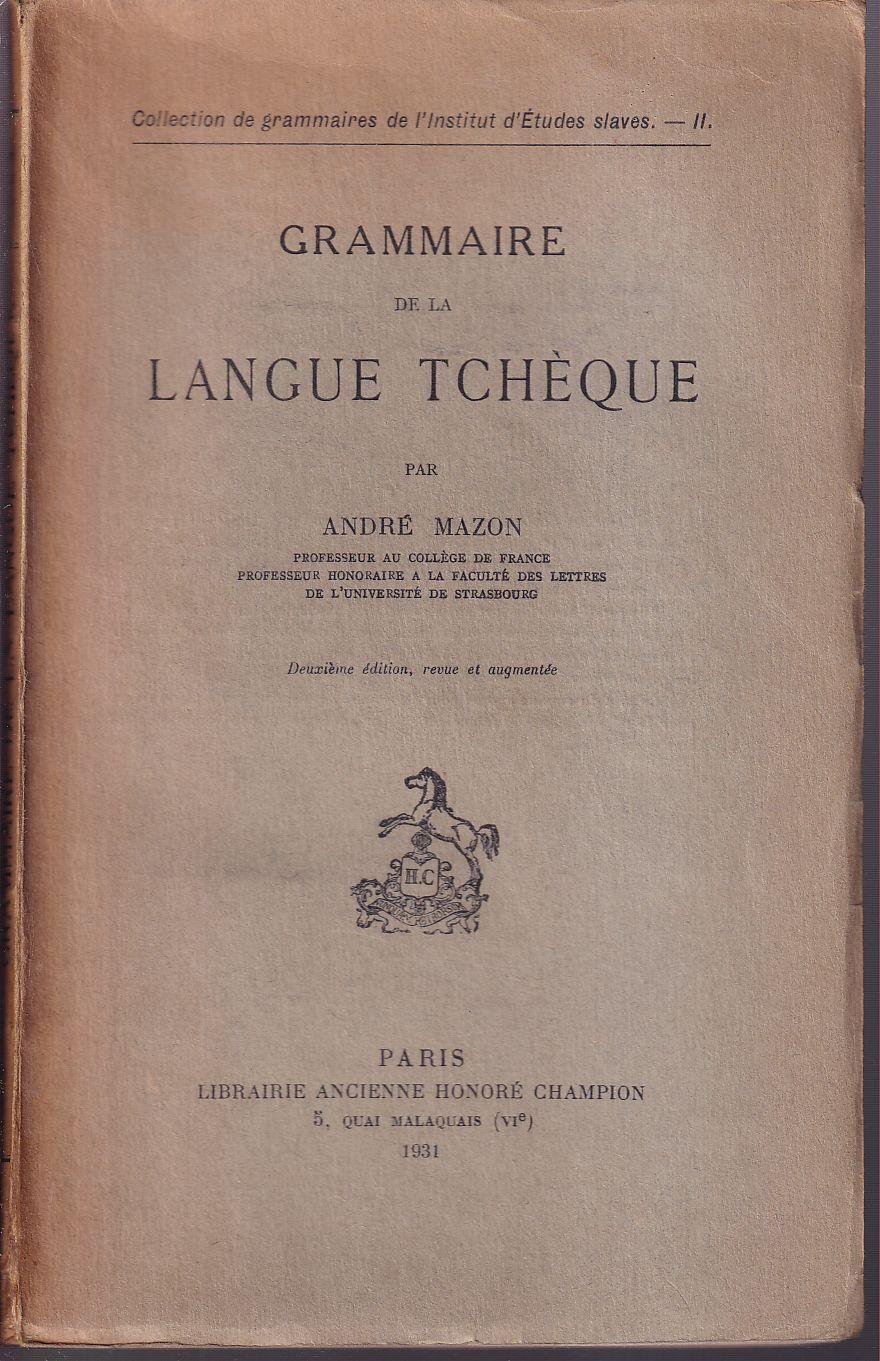 Collection de grammaires de l'Institut d'Études slaves. — II.
GRAMMAIRE
DE LA
LANGUE TCHÈQUE
PAR
ANDRÉ MAZON
PROFESSEUR AU COLLÈGE DE FRANCE
PROFESSEUR HONORAIRE A LA FACULTÉ DES LETTRES
DE L'UNIVERSITÉ DE STRASBOURG
Deuxième édition, revue et augmentée
H.C
PARIS
LIBRAIRIE ANCIENNE HONORÉ CHAMPION
5, QUAI MALAQUAIS (VIe)
1931